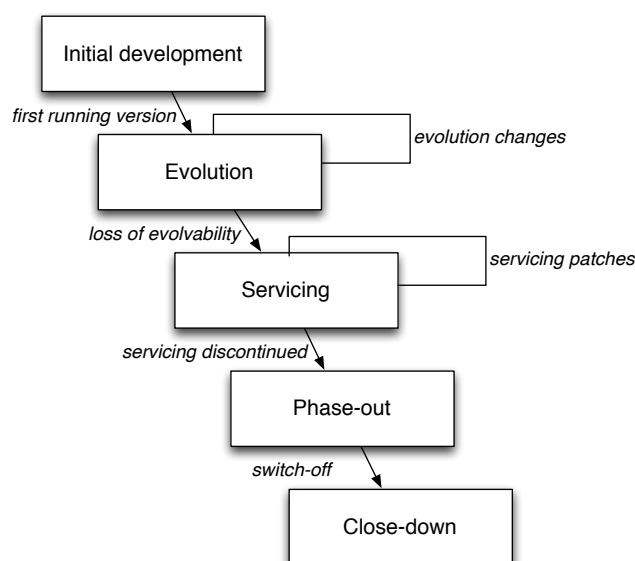 Initial development
first running version
evolution changes
Evolution
loss of evolvability
servicing patches
Servicing
servicing discontinued
Phase-out
switch-off
Close-down